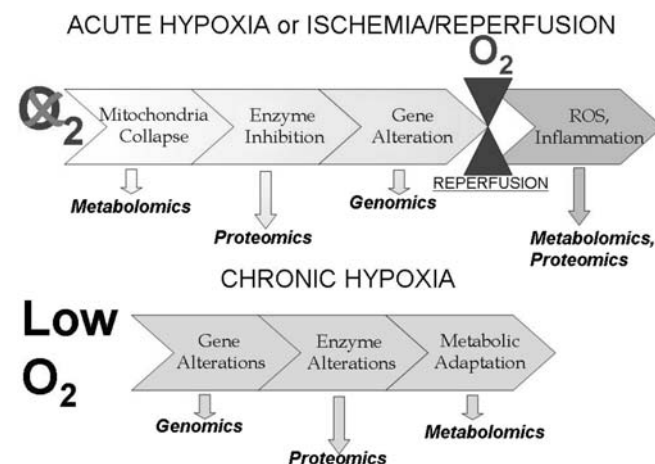 ACUTE HYPOXIA or ISCHEMIA/REPERFUSION
O2
O2
Mitochondria
Collapse
Enzyme
Inhibition
Gene
Alteration
ROS,
Inflammation
REPERFUSION
Metabolomics
Proteomics
Genomics
Metabolomics,
Proteomics
CHRONIC HYPOXIA
Low
O2
Gene
Alterations
Enzyme
Alterations
Metabolic
Adaptation
Genomics
Proteomics
Metabolomics